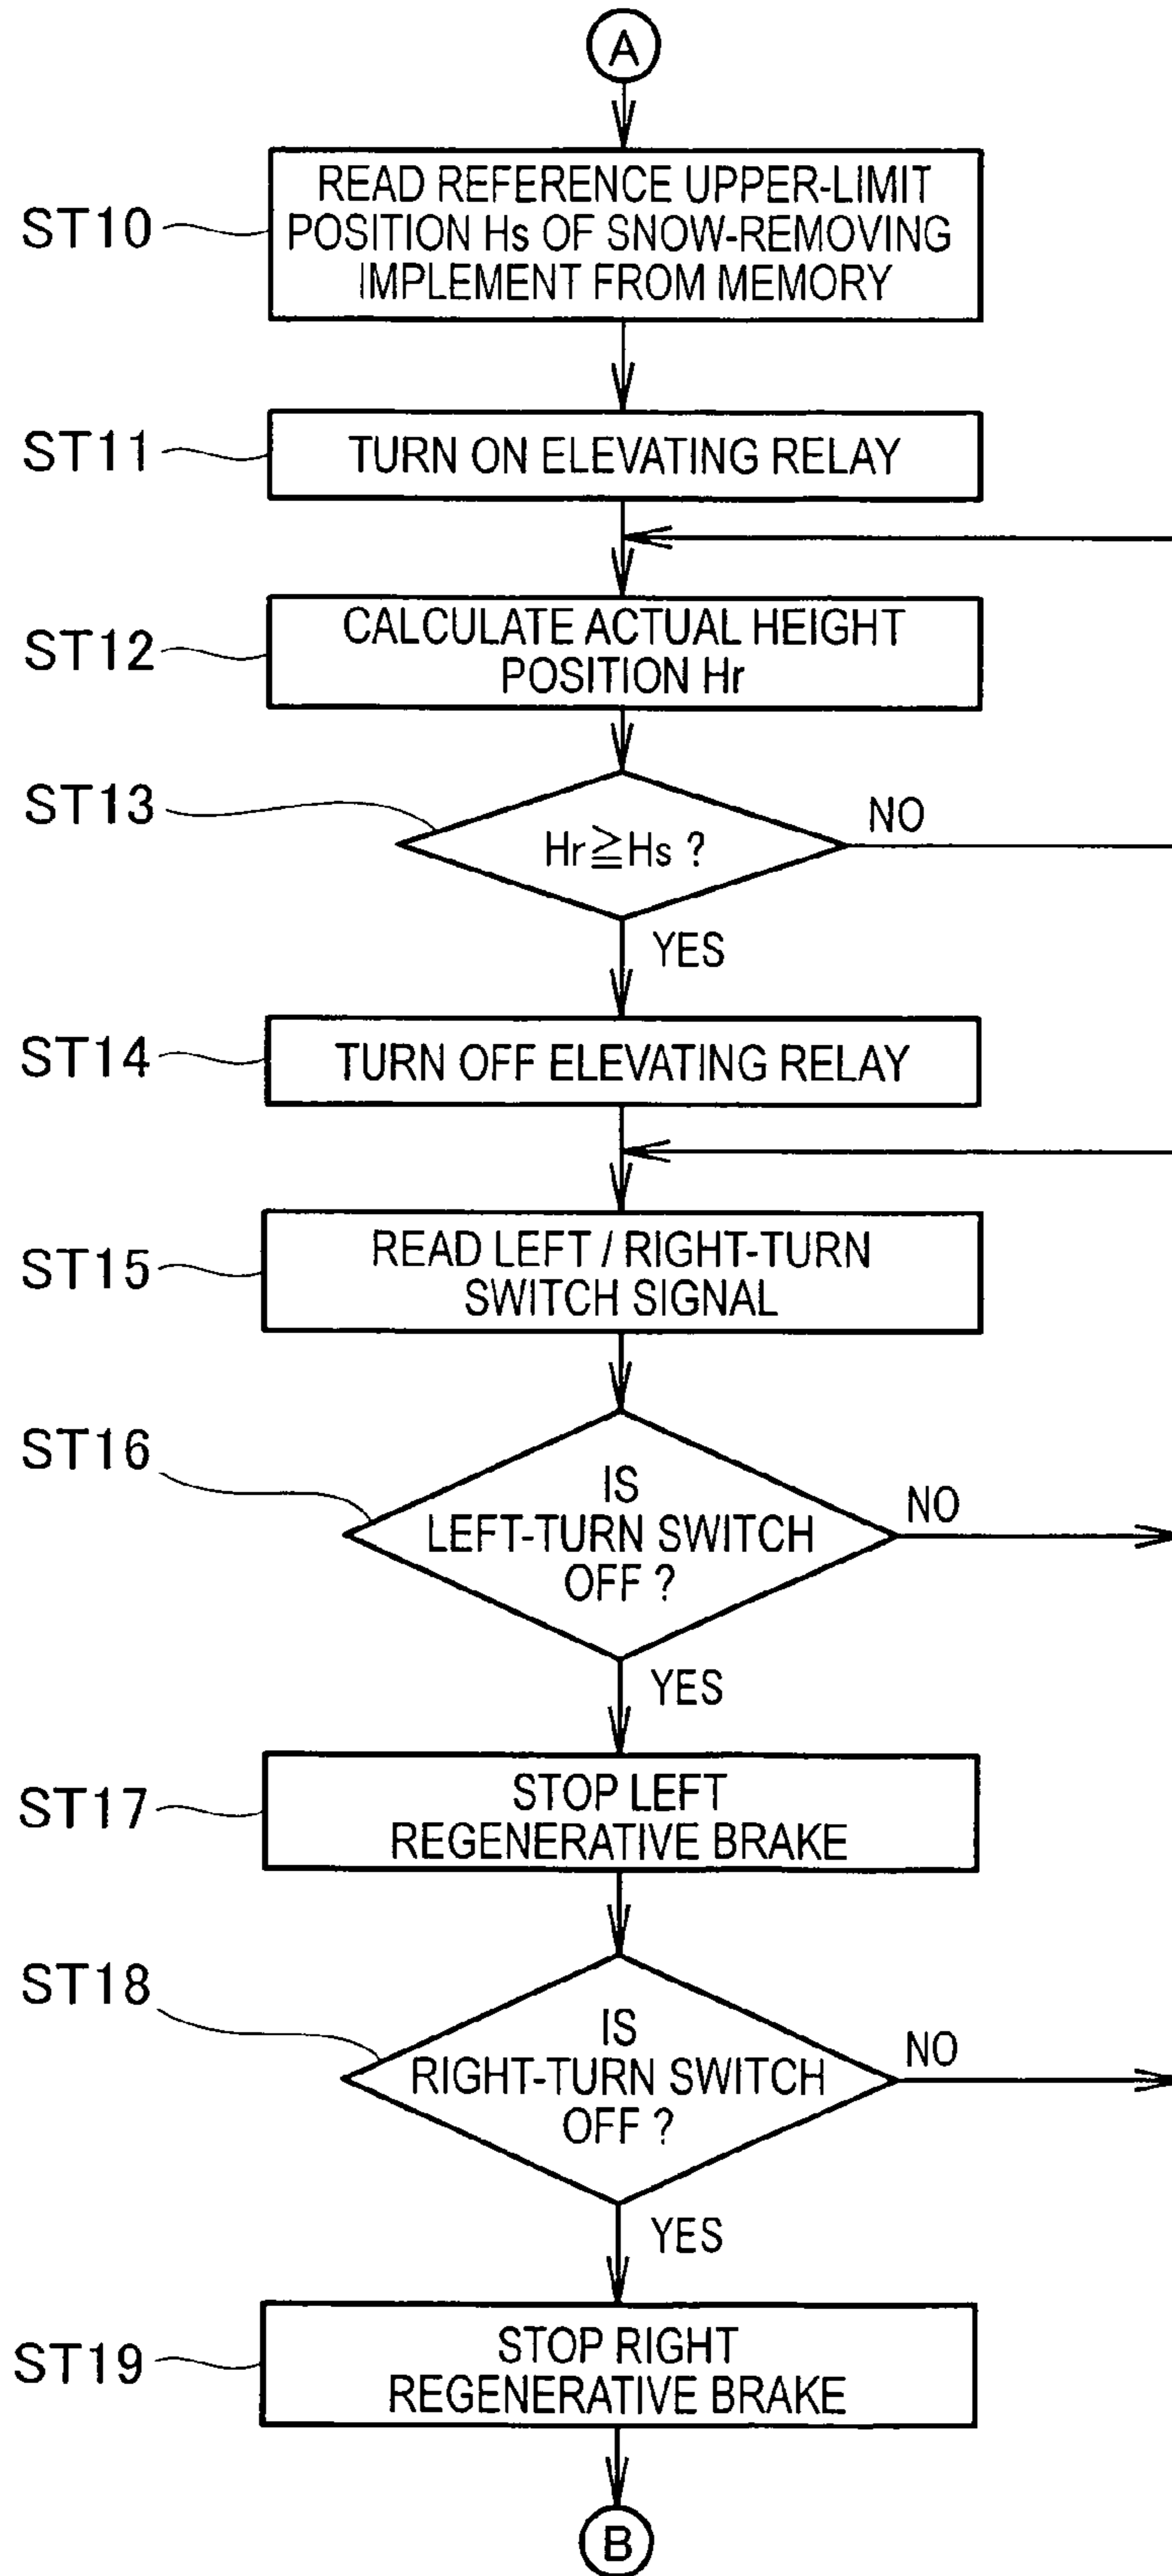 A
ST10
READ REFERENCE UPPER-LIMIT
POSITION Hs OF SNOW-REMOVING
IMPLEMENT FROM MEMORY
ST11
TURN ON ELEVATING RELAY
ST12
CALCULATE ACTUAL HEIGHT
POSITION Hr
ST13
Hr≧Hs ?
NO
YES
ST14
TURN OFF ELEVATING RELAY
ST15
READ LEFT / RIGHT-TURN
SWITCH SIGNAL
ST16
IS
LEFT-TURN SWITCH
OFF ?
NO
YES
ST17
STOP LEFT
REGENERATIVE BRAKE
ST18
IS
RIGHT-TURN SWITCH
OFF ?
NO
YES
ST19
STOP RIGHT
REGENERATIVE BRAKE
B